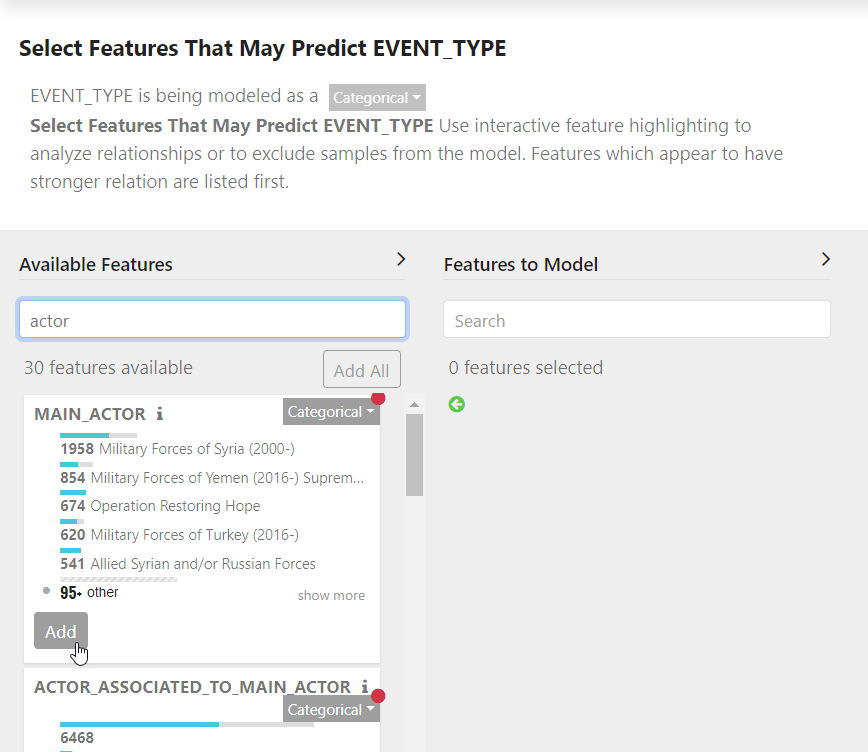 Select Features That May Predict EVENT_TYPE
EVENT_TYPE is being modeled as a Categorical
Select Features That May Predict EVENT_TYPE Use interactive feature highlighting to
analyze relationships or to exclude samples from the model. Features which appear to have
stronger relation are listed first.
Available Features
actor
30 features available Add All
MAIN_ACTOR Categorical
1958 Military Forces of Syria (2000-)
854 Military Forces of Yemen (2016-) Suprem...
674 Operation Restoring Hope
620 Military Forces of Turkey (2016-)
541 Allied Syrian and/or Russian Forces
95+ other show more
Add
ACTOR_ASSOCIATED_TO_MAIN_ACTOR
Categorical
6468
Features to Model
Search
0 features selected